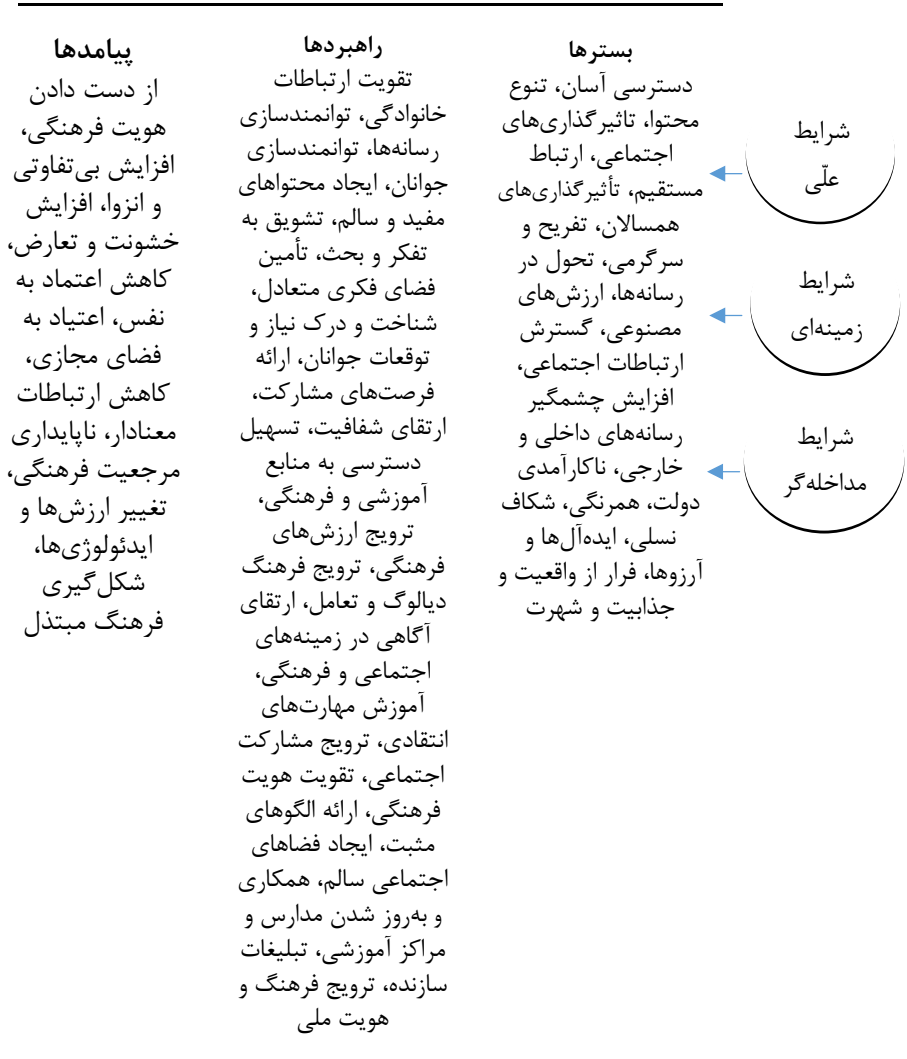 شرایط
علّی
شرایط
زمینه‌ای
شرایط
مداخله‌گر
بسترها
دسترسی آسان، تنوع
محتوا، تاثیرگذاری‌های
اجتماعی، ارتباط
مستقیم، تأثیرگذاری‌های
همسالان، تفریح و
سرگرمی، تحول در
رسانه‌ها، ارزش‌های
مصنوعی، گسترش
ارتباطات اجتماعی،
افزایش چشمگیر
رسانه‌های داخلی و
خارجی، ناکارآمدی
دولت، همرنگی، شکاف
نسلی، ایده‌آل‌ها و
آرزوها، فرار از واقعیت و
جذابیت و شهرت
راهبردها
تقویت ارتباطات
خانوادگی، توانمندسازی
رسانه‌ها، توانمندسازی
جوانان، ایجاد محتواهای
مفید و سالم، تشویق به
تفکر و بحث، تأمین
فضای فکری متعادل،
شناخت و درک نیاز و
توقعات جوانان، ارائه
فرصت‌های مشارکت،
ارتقای شفافیت، تسهیل
دسترسی به منابع
آموزشی و فرهنگی،
ترویج ارزش‌های
فرهنگی، ترویج فرهنگ
دیالوگ و تعامل، ارتقای
آگاهی در زمینه‌های
اجتماعی و فرهنگی،
آموزش مهارت‌های
انتقادی، ترویج مشارکت
اجتماعی، تقویت هویت
فرهنگی، ارائه الگوهای
مثبت، ایجاد فضاهای
اجتماعی سالم، همکاری
و به‌روز شدن مدارس و
مراکز آموزشی، تبلیغات
سازنده، ترویج فرهنگ و
هویت ملی
پیامدها
از دست دادن
هویت فرهنگی،
افزایش بی‌تفاوتی
و انزوا، افزایش
خشونت و تعارض،
کاهش اعتماد به
نفس، اعتیاد به
فضای مجازی،
کاهش ارتباطات
معنادار، ناپایداری
مرجعیت فرهنگی،
تغییر ارزش‌ها و
ایدئولوژی‌ها،
شکل‌گیری
فرهنگ مبتذل